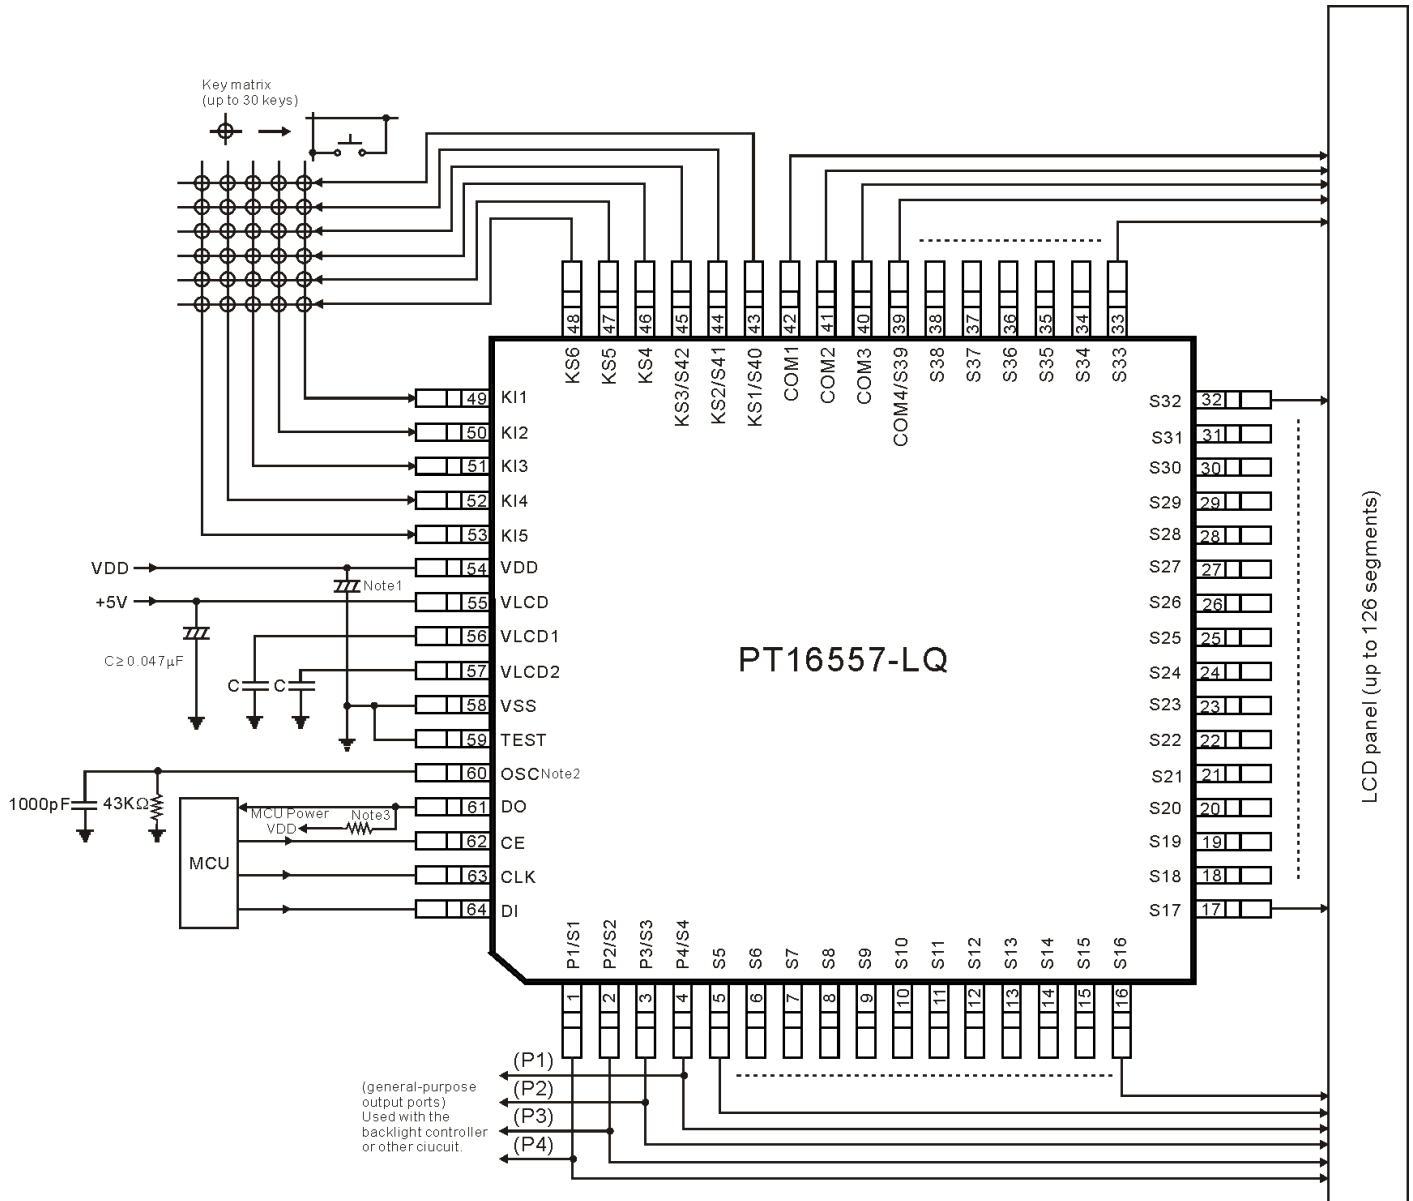 Key matrix
(up to 30 keys)
48
47
46
45
44
43
42
41
40
39
38
37
36
35
34
33
KS6
KS5
KS4
KS3/S42
KS2/S41
KS1/S40
COM1
COM2
COM3
COM4/S39
S38
S37
S36
S35
S34
S33
49 KI1
50 KI2
51 KI3
52 KI4
53 KI5
VDD 54 VDD
Note1
+5V 55 VLCD
56 VLCD1
C≥0.047µF
57 VLCD2
C C
58 VSS
59 TEST
60 OSC Note2
1000pF 43KΩ
61 DO
MCU Power
VDD
Note3
62 CE
MCU
63 CLK
64 DI
PT16557-LQ
S32 32
S31 31
S30 30
S29 29
S28 28
S27 27
S26 26
S25 25
S24 24
S23 23
S22 22
S21 21
S20 20
S19 19
S18 18
S17 17
LCD panel (up to 126 segments)
P1/S1
P2/S2
P3/S3
P4/S4
S5
S6
S7
S8
S9
S10
S11
S12
S13
S14
S15
S16
1
2
3
4
5
6
7
8
9
10
11
12
13
14
15
16
(P1)
(P2)
(P3)
(P4)
(general-purpose
output ports)
Used with the
backlight controller
or other ciucuit.